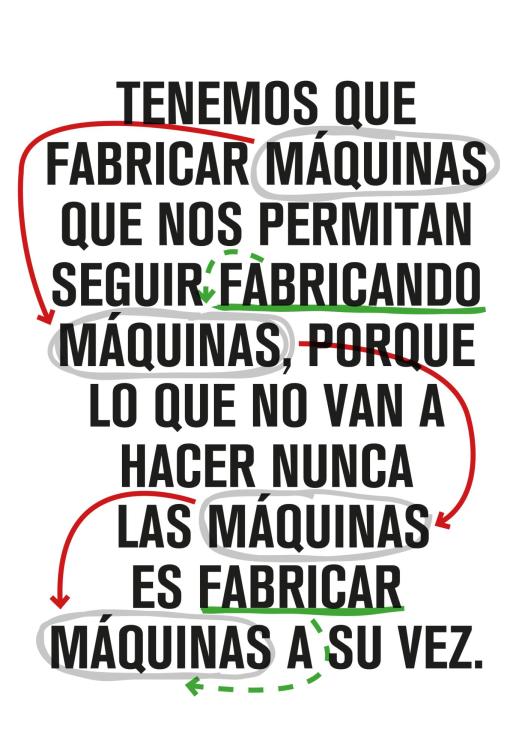 TENEMOS QUE
FABRICAR MÁQUINAS
QUE NOS PERMITAN
SEGUIR FABRICANDO
MÁQUINAS, PORQUE
LO QUE NO VAN A
HACER NUNCA
LAS MÁQUINAS
ES FABRICAR
MÁQUINAS A SU VEZ.